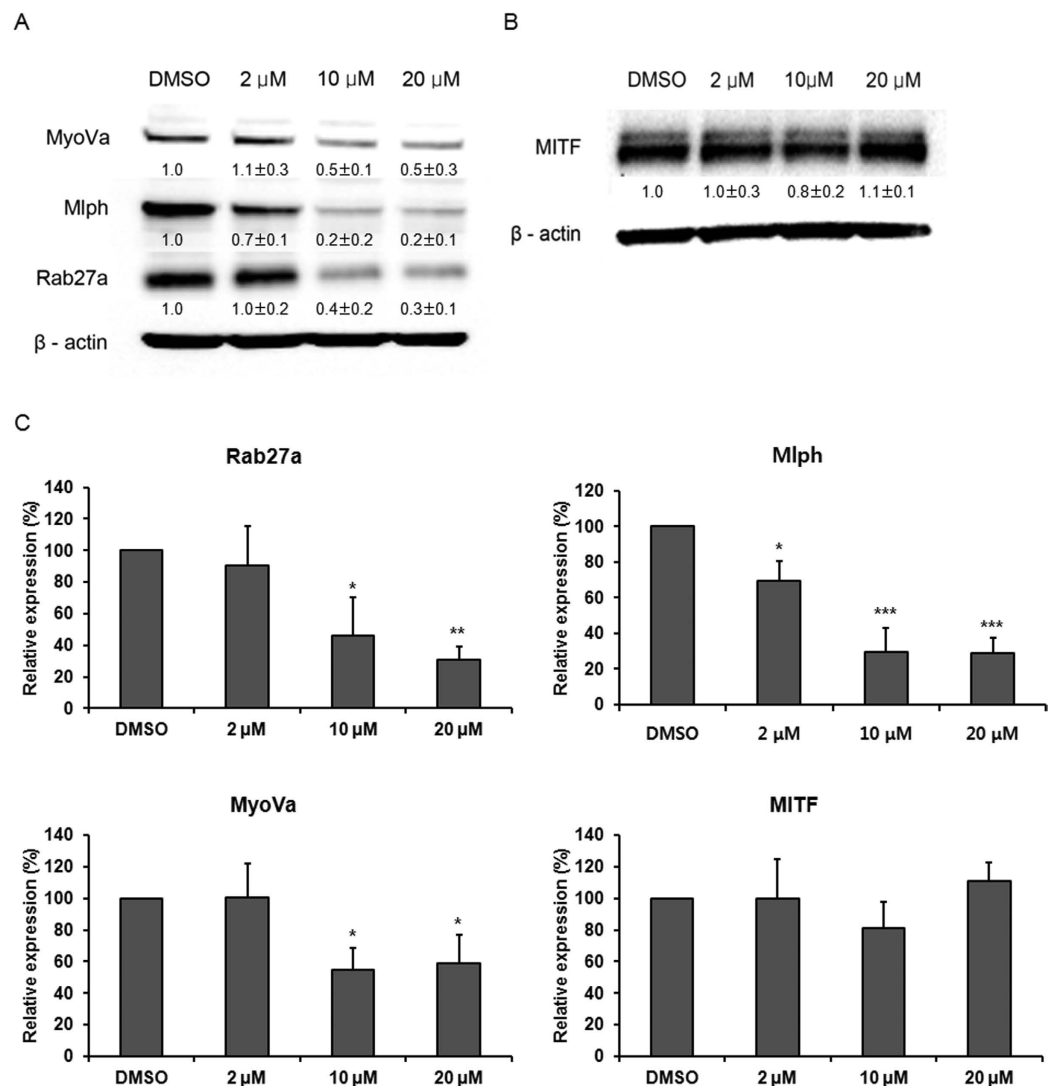 A
DMSO 2 µM 10 µM 20 µM
MyoVa
1.0 1.1±0.3 0.5±0.1 0.5±0.3
Mlph
1.0 0.7±0.1 0.2±0.2 0.2±0.1
Rab27a
1.0 1.0±0.2 0.4±0.2 0.3±0.1
β - actin
B
DMSO 2 µM 10µM 20 µM
MITF
1.0 1.0±0.3 0.8±0.2 1.1±0.1
β - actin
C
Rab27a
Relative expression (%)
140
120
100
80
60
40
20
0
* **
DMSO 2 µM 10 µM 20 µM
Mlph
Relative expression (%)
120
100
80
60
40
20
0
* *** ***
DMSO 2 µM 10 µM 20 µM
MyoVa
Relative expression (%)
140
120
100
80
60
40
20
0
* *
DMSO 2 µM 10 µM 20 µM
MITF
Relative expression (%)
140
120
100
80
60
40
20
0
DMSO 2 µM 10 µM 20 µM